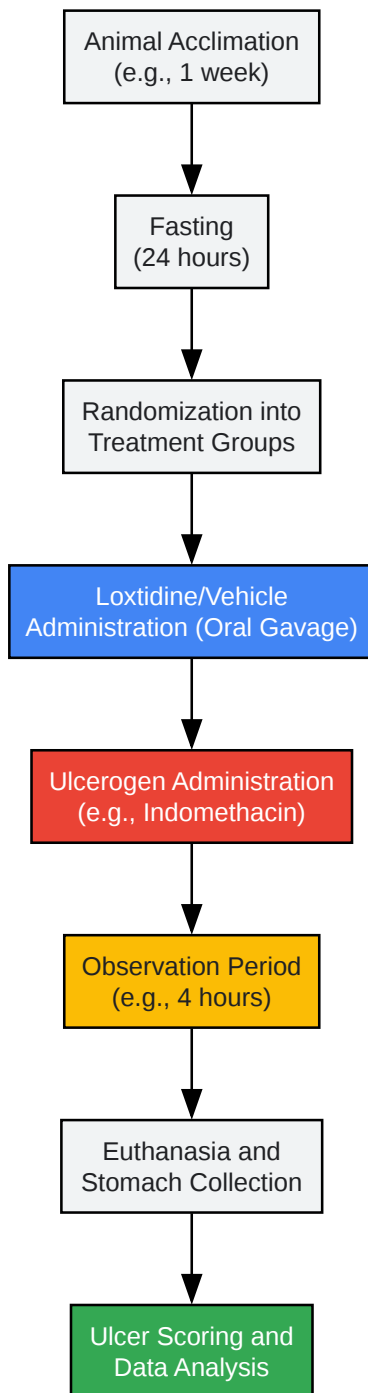 Animal Acclimation
(e.g., 1 week)
Fasting
(24 hours)
Randomization into
Treatment Groups
Loxtidine/Vehicle
Administration (Oral Gavage)
Ulcerogen Administration
(e.g., Indomethacin)
Observation Period
(e.g., 4 hours)
Euthanasia and
Stomach Collection
Ulcer Scoring and
Data Analysis